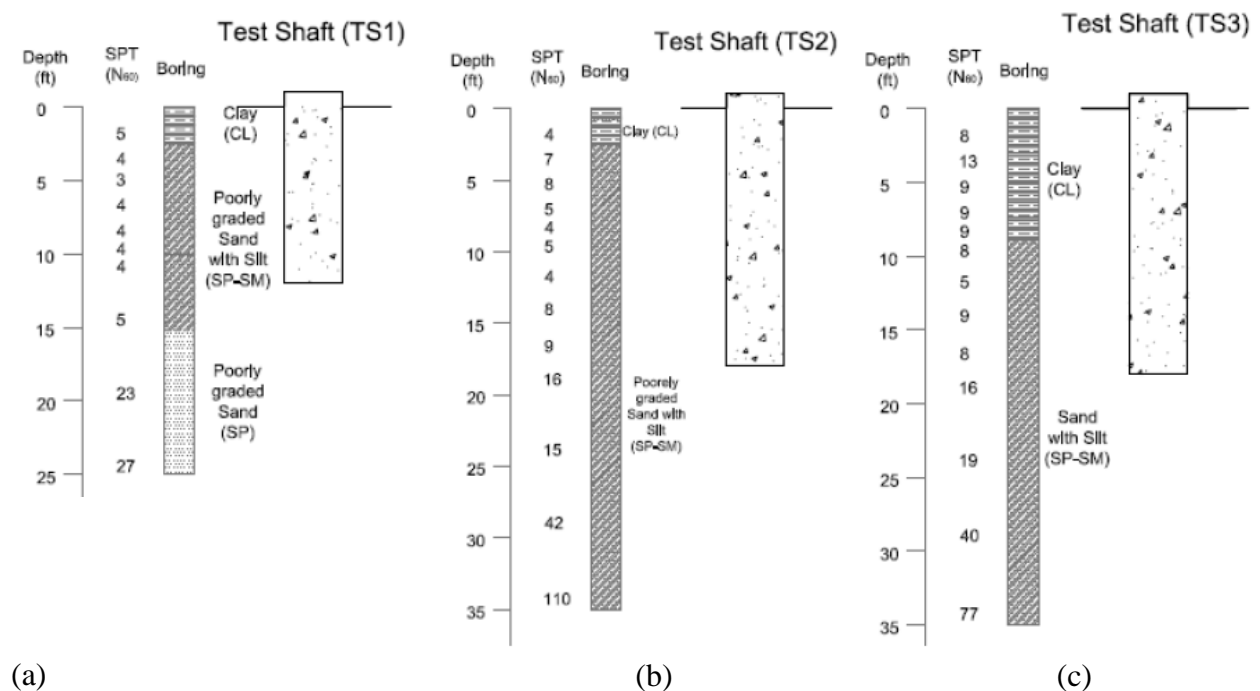 Test Shaft (TS1)
Depth
(ft)
SPT
(N₆₀)
Boring
0
5
10
15
20
25
5
4
3
4
4
4
4
5
23
27
Clay
(CL)
Poorly
graded
Sand
with Silt
(SP-SM)
Poorly
graded
Sand
(SP)
(a)
Test Shaft (TS2)
Depth
(ft)
SPT
(N₆₀)
Boring
0
5
10
15
20
25
30
35
4
7
8
5
4
5
4
8
9
16
15
42
110
Clay (CL)
Poorely
graded
Sand with
Silt
(SP-SM)
(b)
Test Shaft (TS3)
Depth
(ft)
SPT
(N₆₀)
Boring
0
5
10
15
20
25
30
35
8
13
9
9
9
8
5
9
8
16
19
40
77
Clay
(CL)
Sand
with Silt
(SP-SM)
(c)